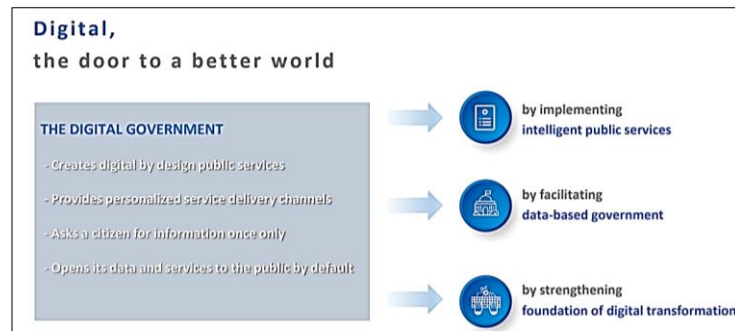 Digital,
the door to a better world
THE DIGITAL GOVERNMENT
- Creates digital by design public services
- Provides personalized service delivery channels
- Asks a citizen for information once only
- Opens its data and services to the public by default
by implementing
intelligent public services
by facilitating
data-based government
by strengthening
foundation of digital transformation